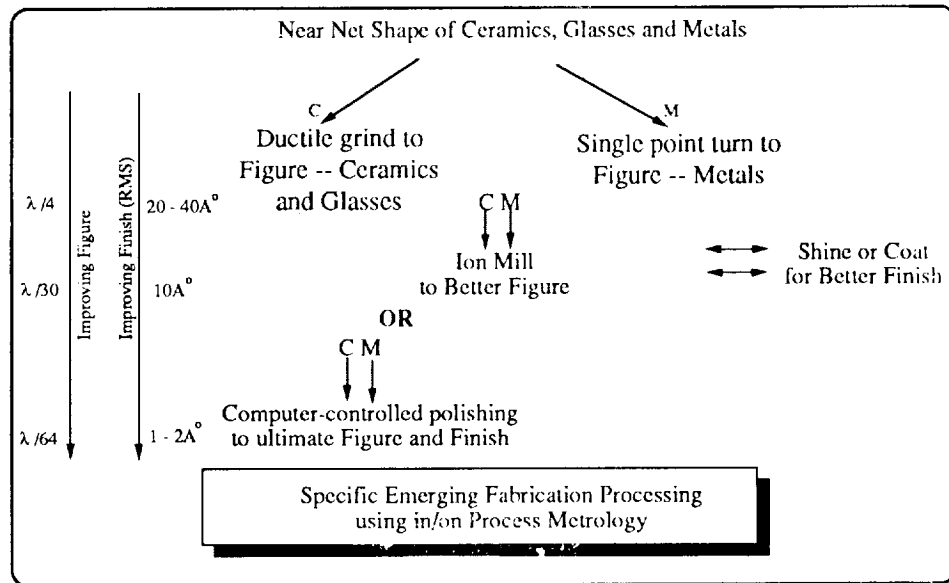 Near Net Shape of Ceramics, Glasses and Metals
C
Ductile grind to
Figure -- Ceramics
and Glasses
M
Single point turn to
Figure -- Metals
Improving Figure
Improving Finish (RMS)
λ/4
20 - 40A°
λ/30
10A°
λ/64
1 - 2A°
C M
Ion Mill
to Better Figure
Shine or Coat
for Better Finish
OR
C M
Computer-controlled polishing
to ultimate Figure and Finish
Specific Emerging Fabrication Processing
using in/on Process Metrology